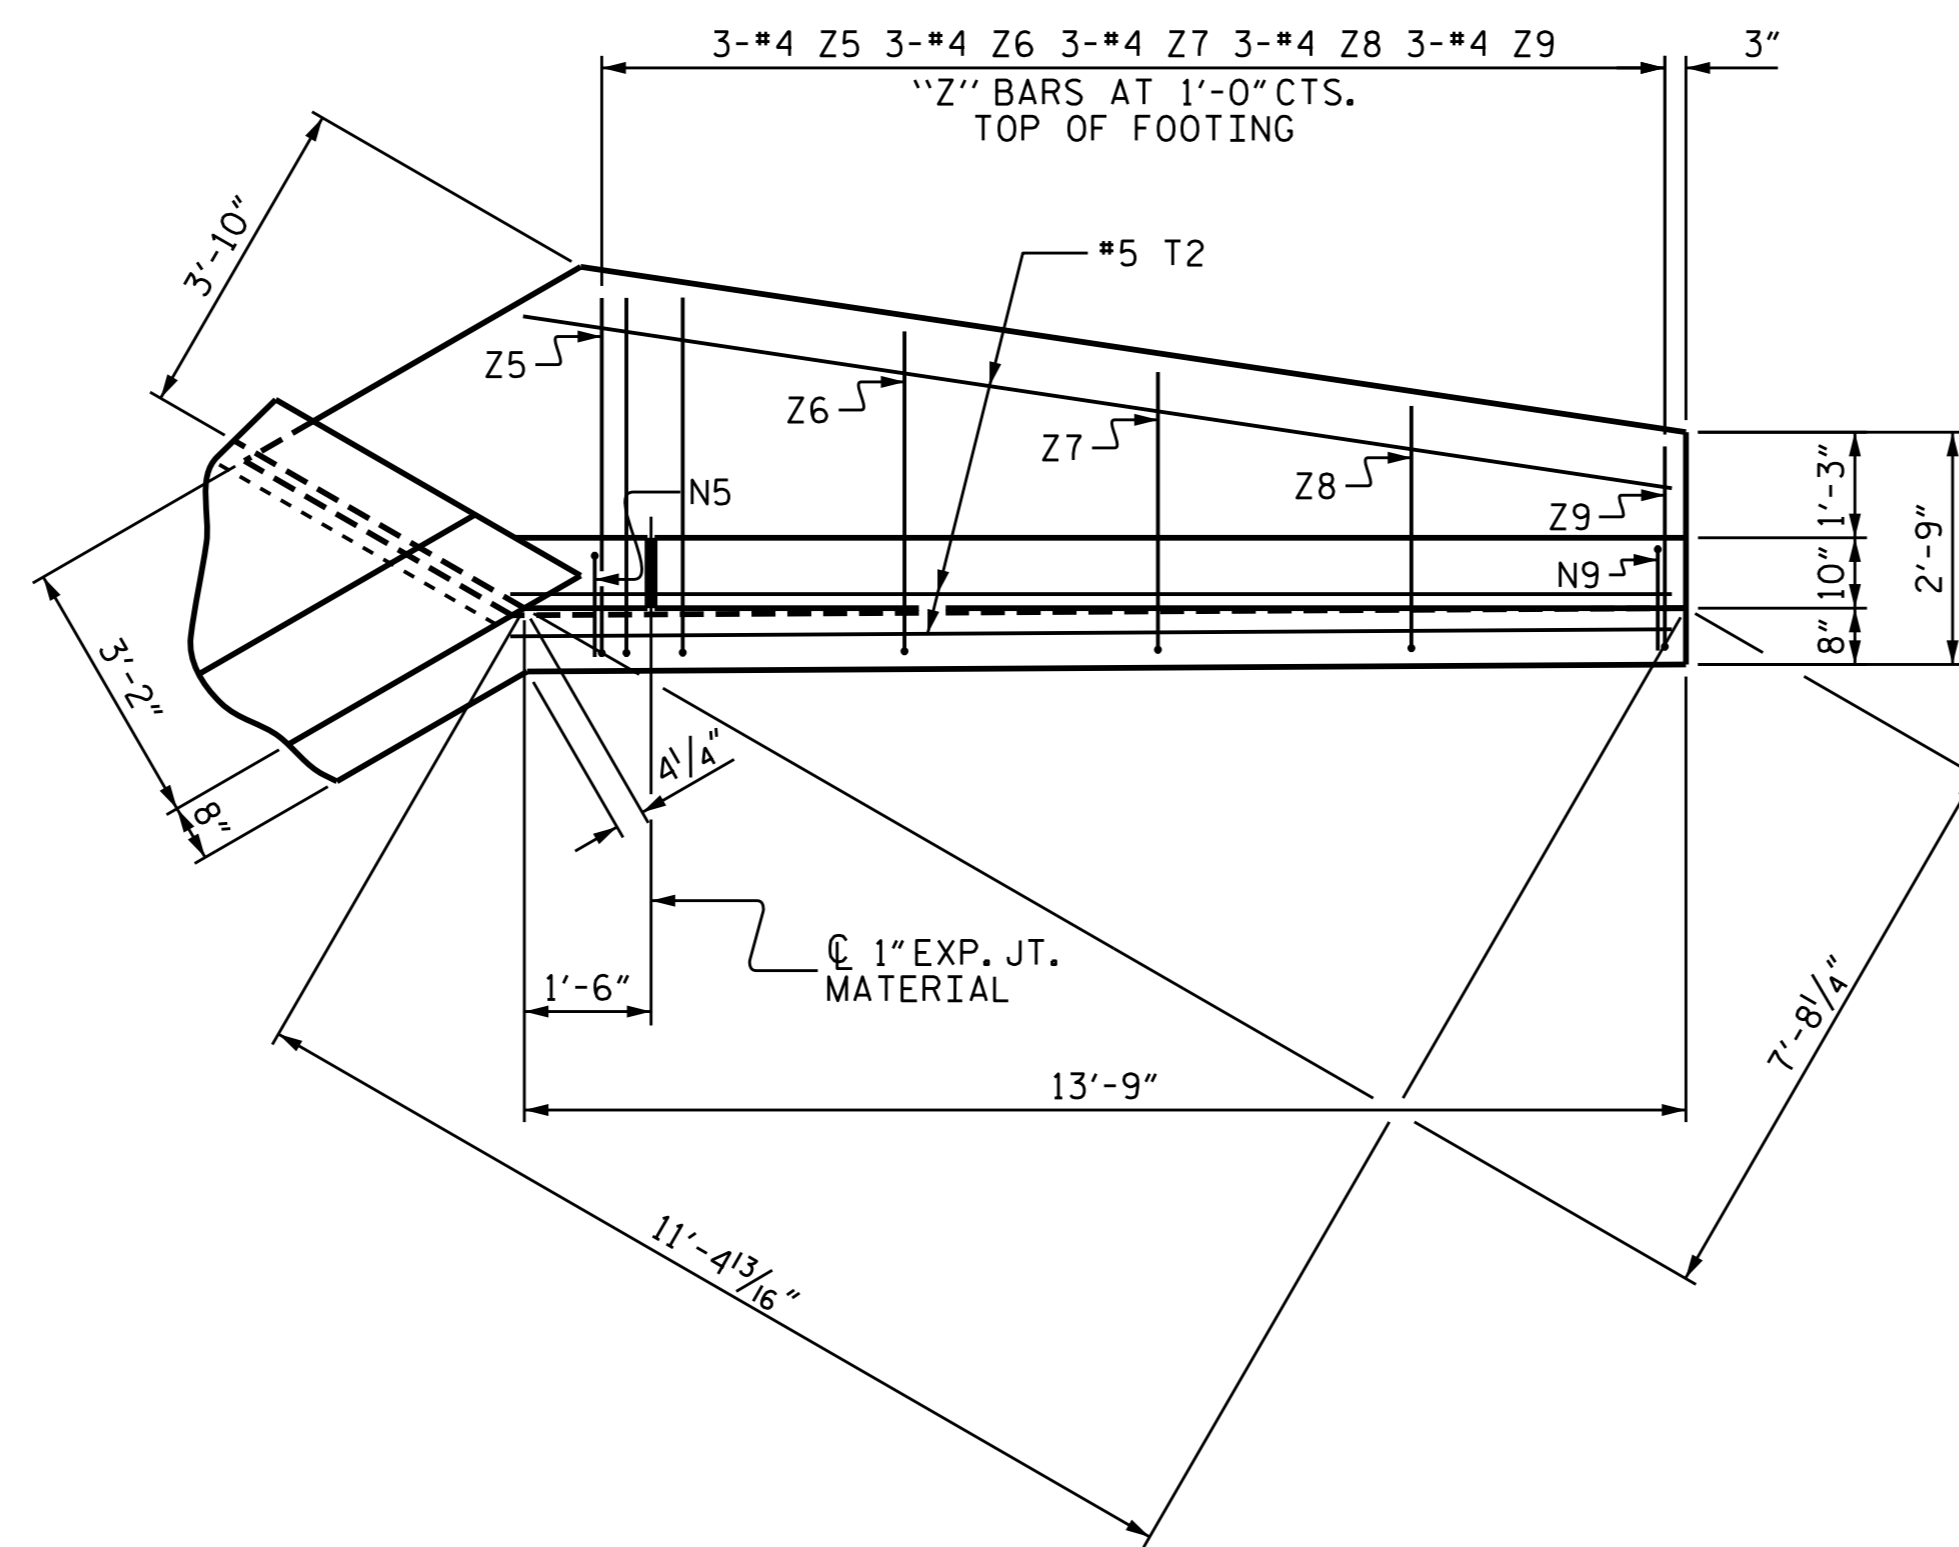 3-#4 Z5 3-#4 Z6 3-#4 Z7 3-#4 Z8 3-#4 Z9
3"
"Z" BARS AT 1'-0" CTS.
TOP OF FOOTING
3'-10"
#5 T2
Z5
Z6
Z7
Z8
Z9
N5
N9
1'-3"
10"
8"
2'-9"
3'-2"
8"
4 1/4"
℄ 1" EXP. JT.
MATERIAL
1'-6"
7'-8 1/4"
13'-9"
11'-4 13/16"